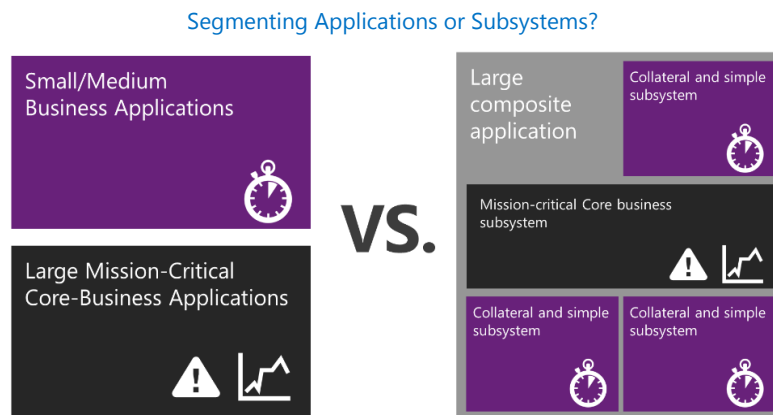 Segmenting Applications or Subsystems?
Small/Medium
Business Applications
Large Mission-Critical
Core-Business Applications
VS.
Large
composite
application
Collateral and simple
subsystem
Mission-critical Core business
subsystem
Collateral and simple
subsystem
Collateral and simple
subsystem